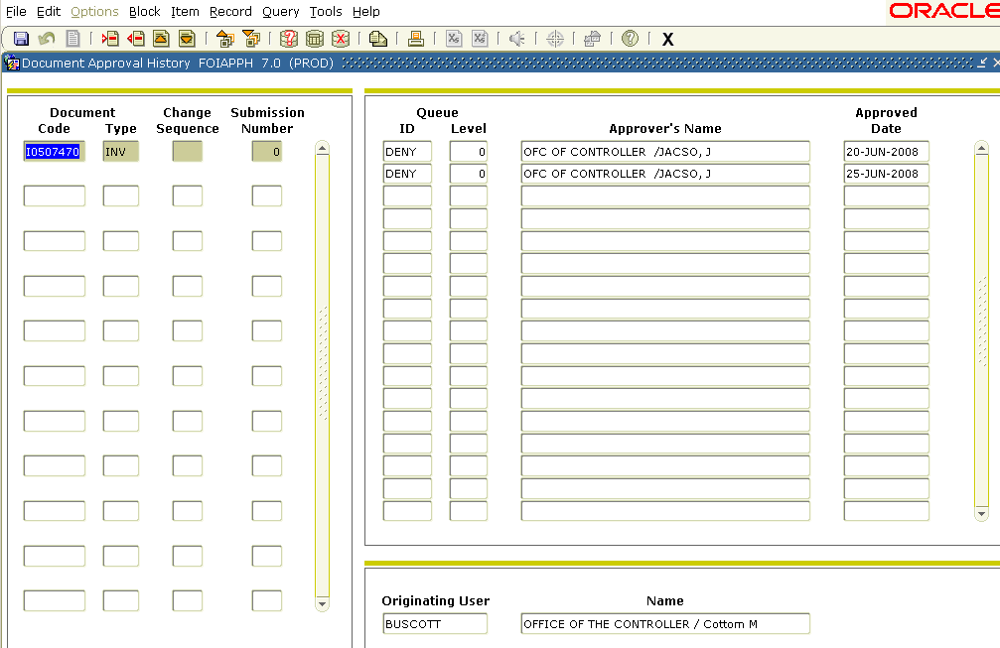 File Edit Options Block Item Record Query Tools Help
ORACLE
Document Approval History FOIAPPH 7.0 (PROD)
Document Code Type Change Sequence Submission Number
I0507470 INV 0
Queue ID Level Approver's Name Approved Date
DENY 0 OFC OF CONTROLLER /JACSO, J 20-JUN-2008
DENY 0 OFC OF CONTROLLER /JACSO, J 25-JUN-2008
Originating User Name
BUSCOTT OFFICE OF THE CONTROLLER / Cottom M